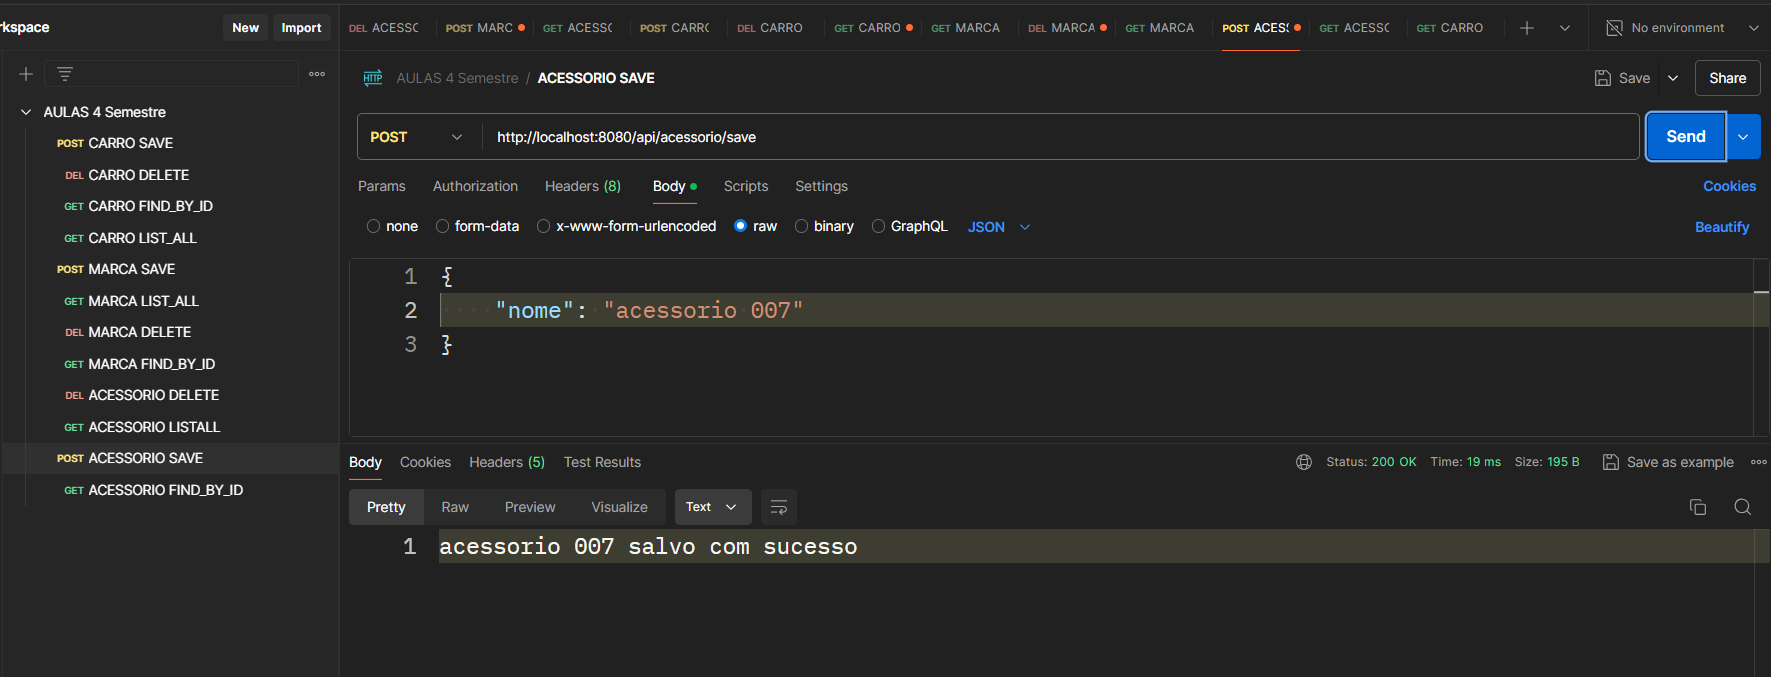 rkspace
New Import
DEL ACESSC
POST MARC
GET ACESSC
POST CARRC
DEL CARRO
GET CARRO
GET MARCA
DEL MARCA
GET MARCA
POST ACES
GET ACESSC
GET CARRO
No environment
AULAS 4 Semestre / ACESSORIO SAVE
Save
Share
AULAS 4 Semestre
POST CARRO SAVE
DEL CARRO DELETE
GET CARRO FIND_BY_ID
GET CARRO LIST_ALL
POST MARCA SAVE
GET MARCA LIST_ALL
DEL MARCA DELETE
GET MARCA FIND_BY_ID
DEL ACESSORIO DELETE
GET ACESSORIO LISTALL
POST ACESSORIO SAVE
GET ACESSORIO FIND_BY_ID
POST http://localhost:8080/api/acessorio/save Send
Params Authorization Headers (8) Body Scripts Settings Cookies
none form-data x-www-form-urlencoded raw binary GraphQL JSON Beautify
1 {
2 "nome": "acessorio 007"
3 }
Body Cookies Headers (5) Test Results Status: 200 OK Time: 19 ms Size: 195 B Save as example
Pretty Raw Preview Visualize Text
1 acessorio 007 salvo com sucesso